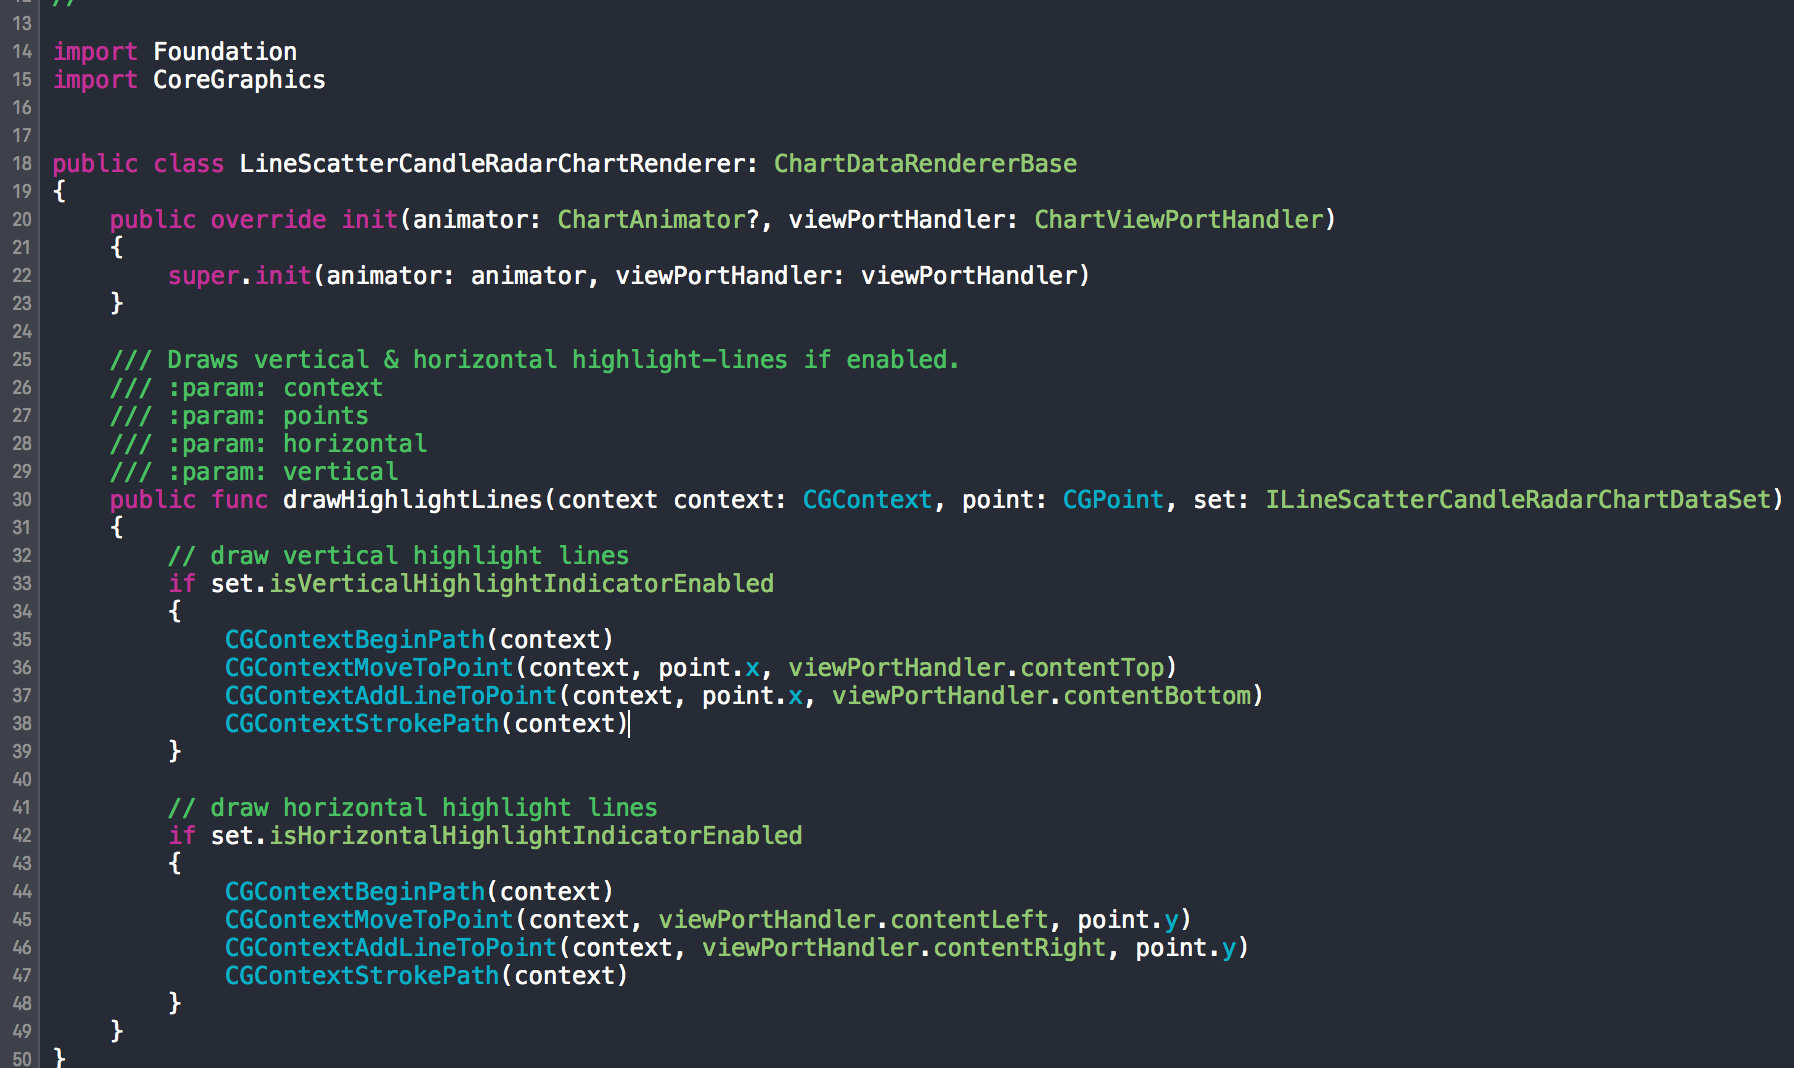 12 //
13
14 import Foundation
15 import CoreGraphics
16
17
18 public class LineScatterCandleRadarChartRenderer: ChartDataRendererBase
19 {
20     public override init(animator: ChartAnimator?, viewPortHandler: ChartViewPortHandler)
21     {
22         super.init(animator: animator, viewPortHandler: viewPortHandler)
23     }
24
25     /// Draws vertical & horizontal highlight-lines if enabled.
26     /// :param: context
27     /// :param: points
28     /// :param: horizontal
29     /// :param: vertical
30     public func drawHighlightLines(context context: CGContext, point: CGPoint, set: ILineScatterCandleRadarChartDataSet)
31     {
32         // draw vertical highlight lines
33         if set.isVerticalHighlightIndicatorEnabled
34         {
35             CGContextBeginPath(context)
36             CGContextMoveToPoint(context, point.x, viewPortHandler.contentTop)
37             CGContextAddLineToPoint(context, point.x, viewPortHandler.contentBottom)
38             CGContextStrokePath(context)
39         }
40
41         // draw horizontal highlight lines
42         if set.isHorizontalHighlightIndicatorEnabled
43         {
44             CGContextBeginPath(context)
45             CGContextMoveToPoint(context, viewPortHandler.contentLeft, point.y)
46             CGContextAddLineToPoint(context, viewPortHandler.contentRight, point.y)
47             CGContextStrokePath(context)
48         }
49     }
50 }